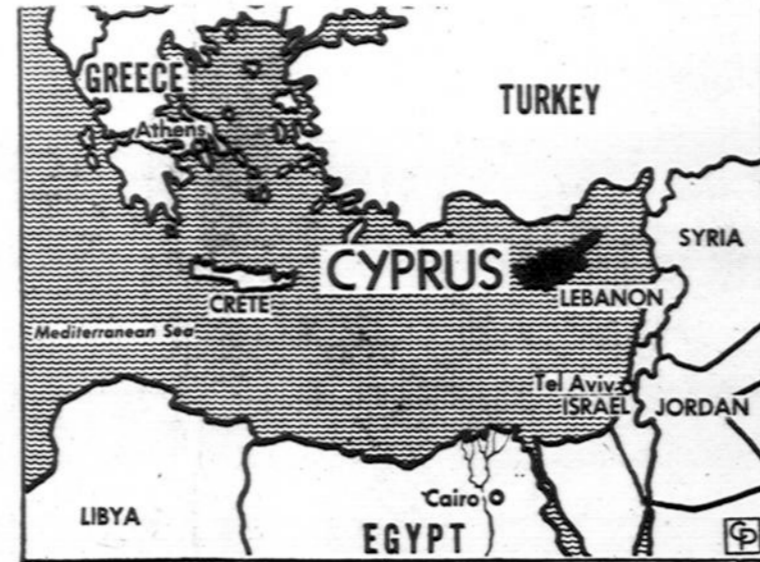 GREECE
TURKEY
Athens
SYRIA
CYPRUS
CRETE
LEBANON
Mediterranean Sea
Tel Aviv
ISRAEL
JORDAN
Cairo
LIBYA
EGYPT
CP